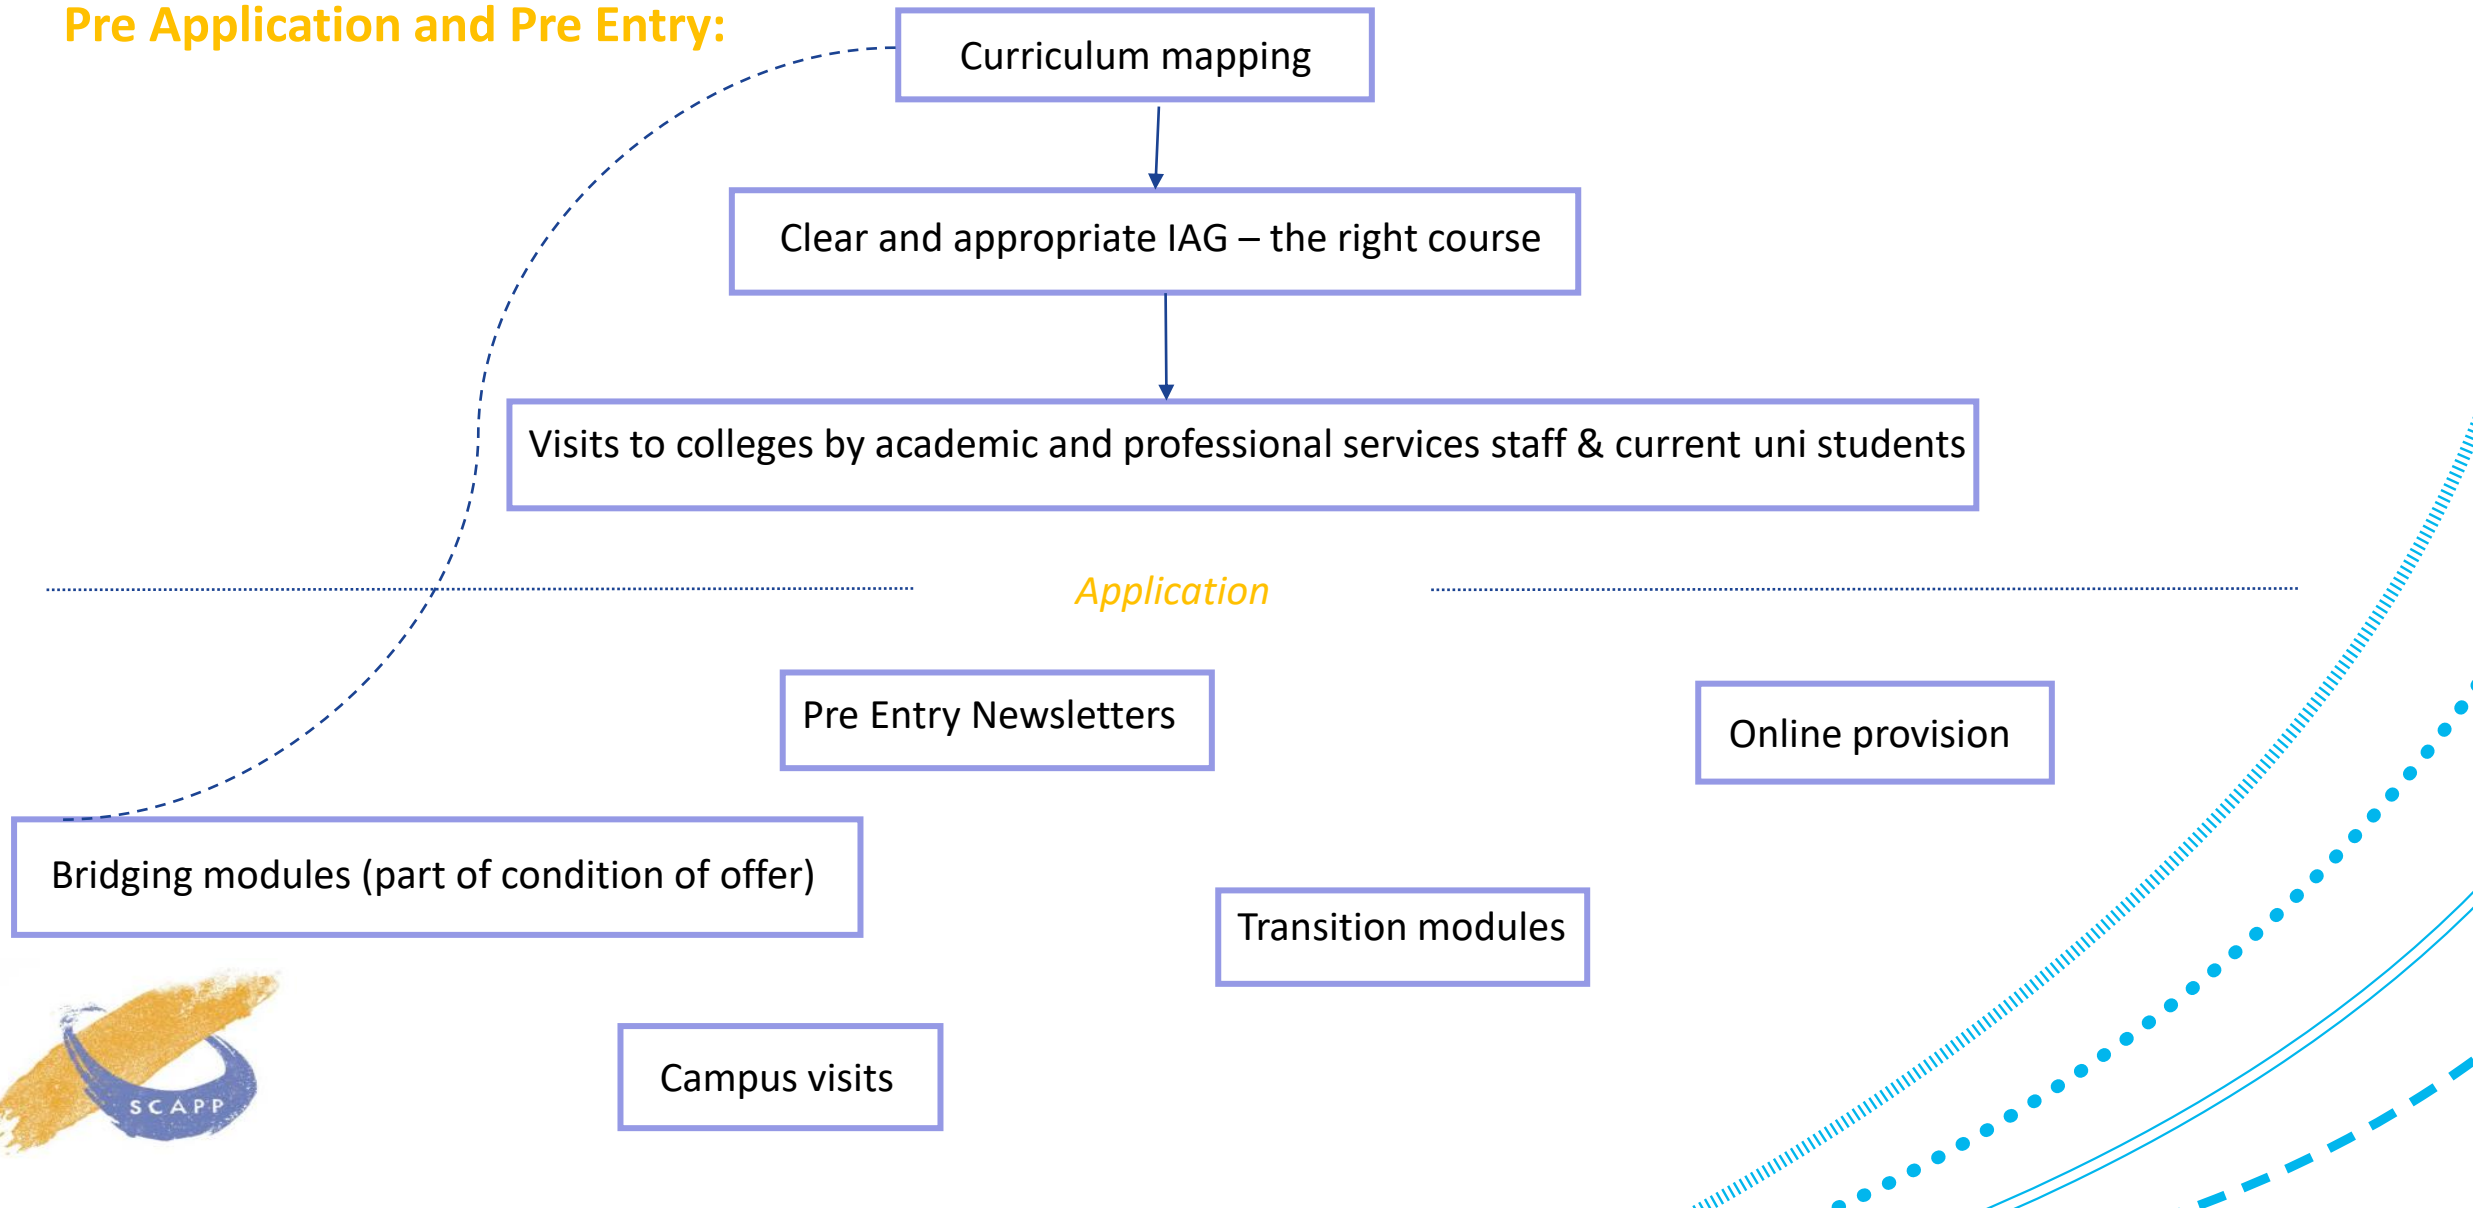 Pre Application and Pre Entry:
Curriculum mapping
Clear and appropriate IAG – the right course
Visits to colleges by academic and professional services staff & current uni students
Application
Pre Entry Newsletters
Online provision
Bridging modules (part of condition of offer)
Transition modules
Campus visits
SCAPP